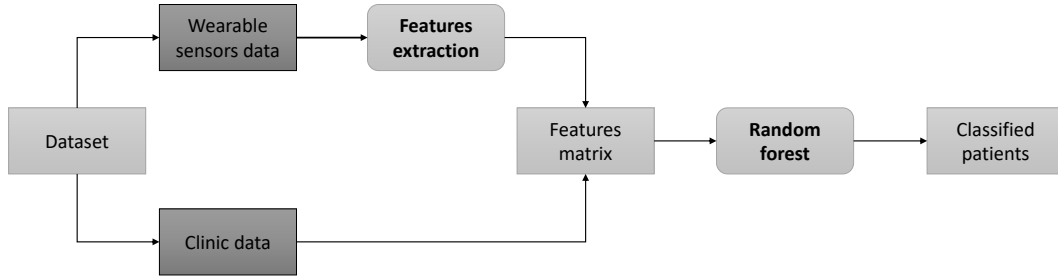 Wearable
sensors data
Features
extraction
Dataset
Features
matrix
Random
forest
Classified
patients
Clinic data